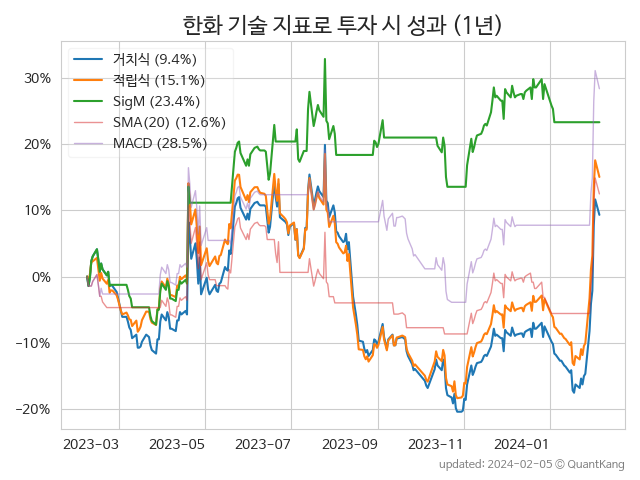 한화 기술 지표로 투자 시 성과 (1년)
거치식 (9.4%)
적립식 (15.1%)
SigM (23.4%)
SMA(20) (12.6%)
MACD (28.5%)
30%
20%
10%
0%
−10%
−20%
2023-03 2023-05 2023-07 2023-09 2023-11 2024-01
updated: 2024-02-05 © QuantKang